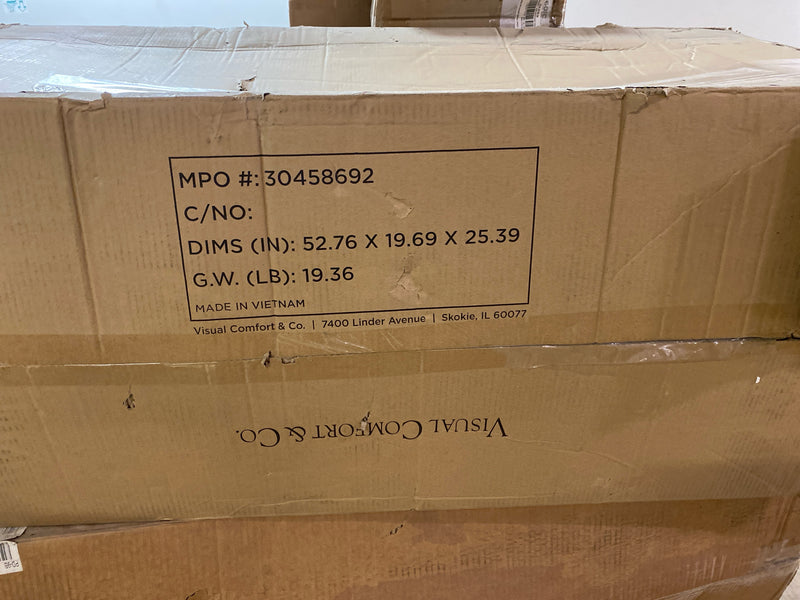 MPO #: 30458692
C/NO:
DIMS (IN): 52.76 X 19.69 X 25.39
G.W. (LB): 19.36
MADE IN VIETNAM
Visual Comfort & Co. | 7400 Linder Avenue | Skokie, IL 60077
VISUAL COMFORT & CO.